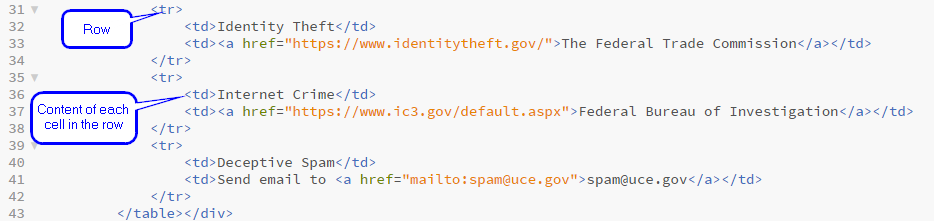 31 <tr>
Row
32 <td>Identity Theft</td>
33 <td><a href="https://www.identitytheft.gov/">The Federal Trade Commission</a></td>
34 </tr>
35 <tr>
36 <td>Internet Crime</td>
Content of each
cell in the row
37 <td><a href="https://www.ic3.gov/default.aspx">Federal Bureau of Investigation</a></td>
38 </tr>
39 <tr>
40 <td>Deceptive Spam</td>
41 <td>Send email to <a href="mailto:spam@uce.gov">spam@uce.gov</a></td>
42 </tr>
43 </table></div>